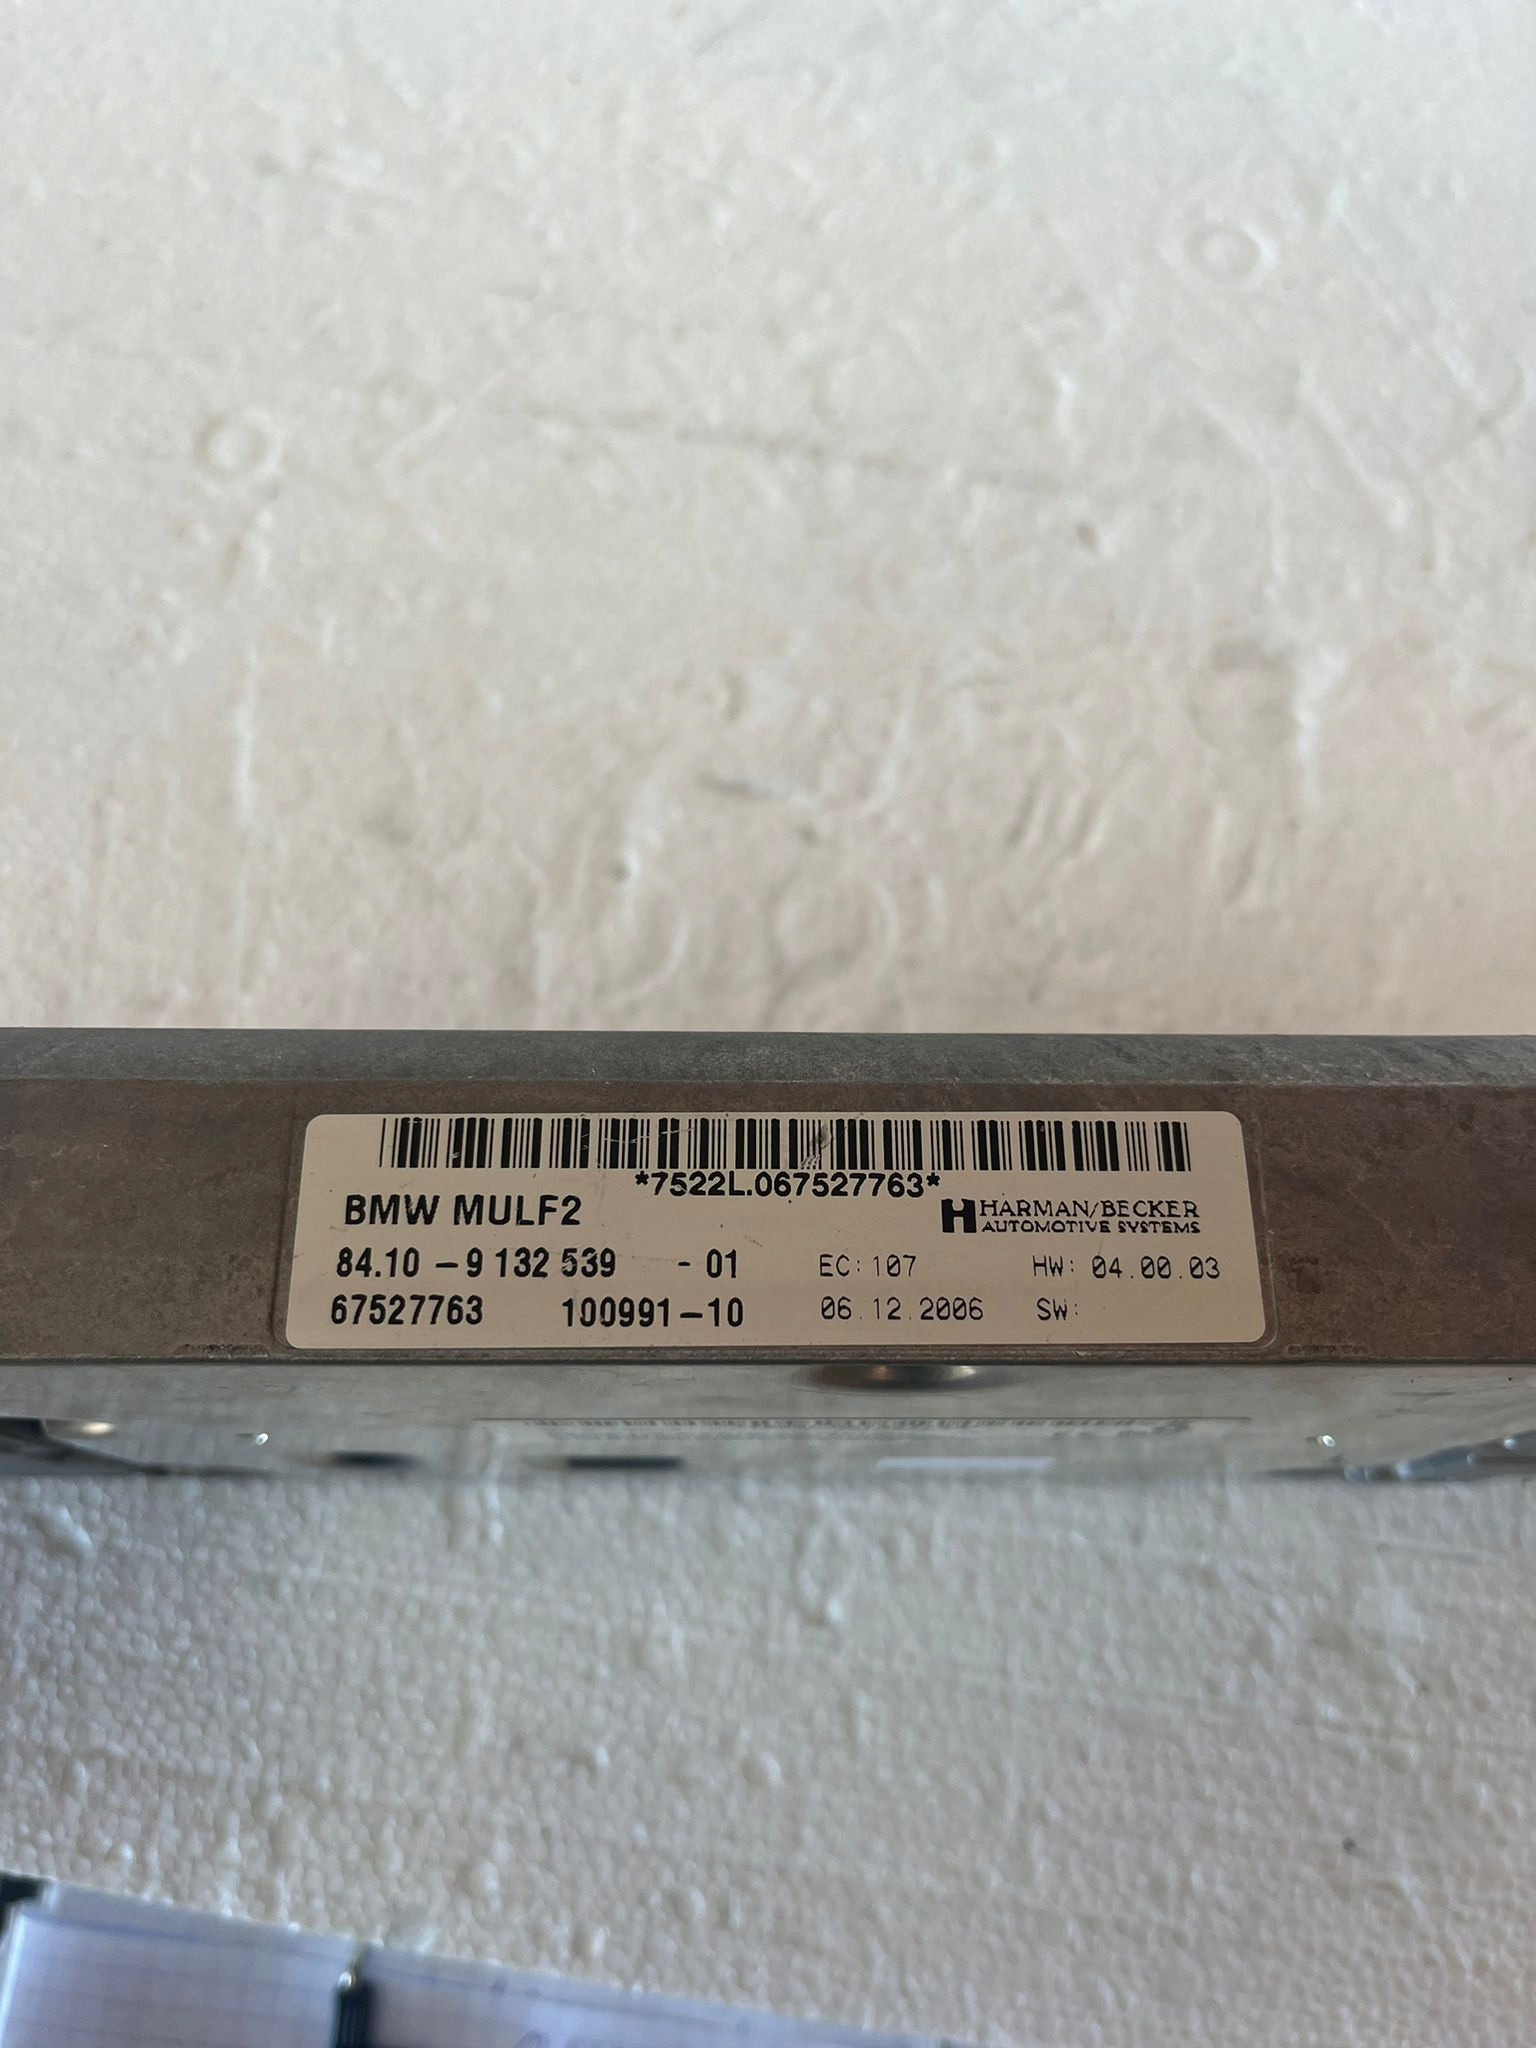 *7522L.067527763*
BMW MULF2
HARMAN/BECKER
AUTOMOTIVE SYSTEMS
84.10 - 9 132 539 - 01 EC: 107 HW: 04.00.03
67527763 100991-10 06.12.2006 SW: